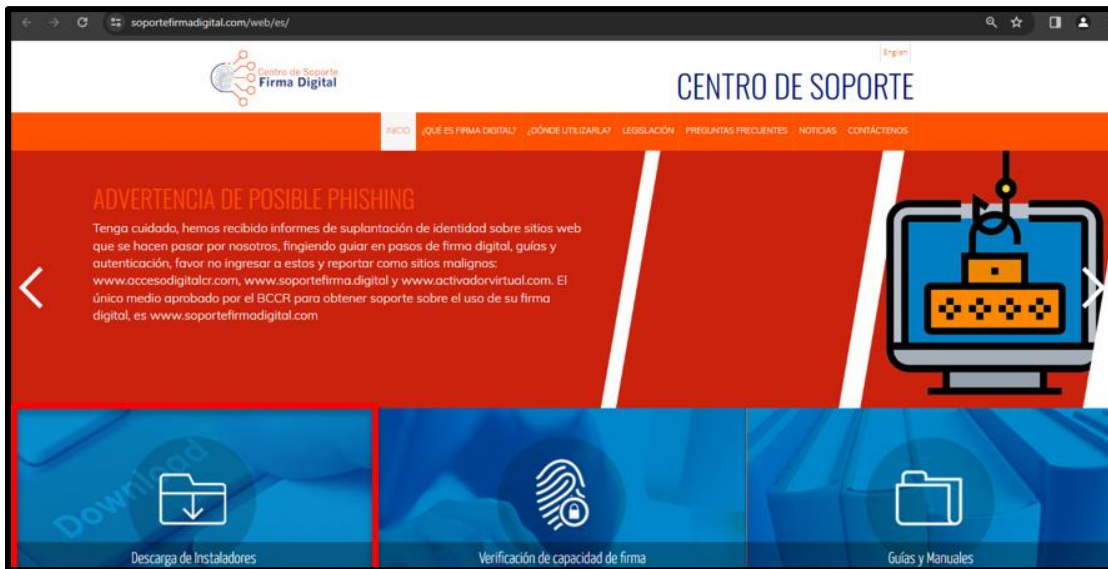 soportefirmadigital.com/web/es/
English
Centro de Soporte
Firma Digital
CENTRO DE SOPORTE
INICIO ¿QUÉ ES FIRMA DIGITAL? ¿DÓNDE UTILIZARLA? LEGISLACIÓN PREGUNTAS FRECUENTES NOTICIAS CONTÁCTENOS
ADVERTENCIA DE POSIBLE PHISHING
Tenga cuidado, hemos recibido informes de suplantación de identidad sobre sitios web
que se hacen pasar por nosotros, fingiendo guiar en pasos de firma digital, guías y
autenticación, favor no ingresar a estos y reportar como sitios malignos:
www.accesodigitalcr.com, www.soportefirma.digital y www.activadorvirtual.com. El
único medio aprobado por el BCCR para obtener soporte sobre el uso de su firma
digital, es www.soportefirmadigital.com
Download
Descarga de Instaladores
Verificación de capacidad de firma
Guías y Manuales